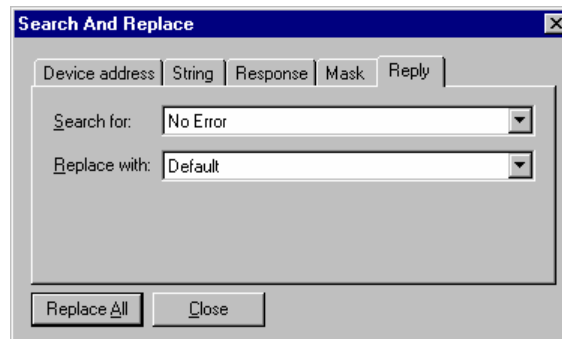 Search And Replace
Device address String Response Mask Reply
Search for: No Error
Replace with: Default
Replace All Close